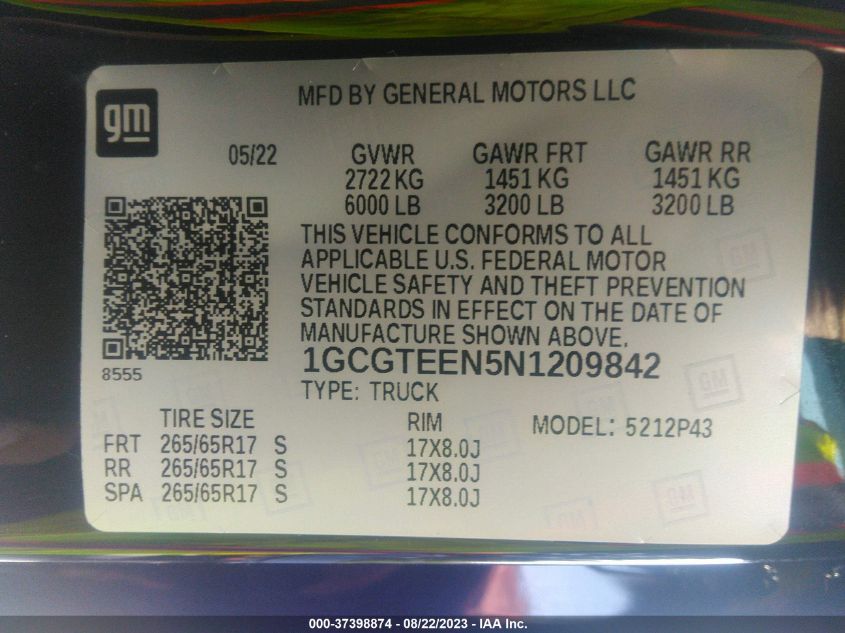 gm
MFD BY GENERAL MOTORS LLC
05/22 GVWR GAWR FRT GAWR RR
2722 KG 1451 KG 1451 KG
6000 LB 3200 LB 3200 LB
THIS VEHICLE CONFORMS TO ALL
APPLICABLE U.S. FEDERAL MOTOR
VEHICLE SAFETY AND THEFT PREVENTION
STANDARDS IN EFFECT ON THE DATE OF
MANUFACTURE SHOWN ABOVE.
1GCGTEEN5N1209842
8555
TYPE: TRUCK
TIRE SIZE RIM MODEL: 5212P43
FRT 265/65R17 S 17X8.0J
RR 265/65R17 S 17X8.0J
SPA 265/65R17 S 17X8.0J
GM
GM
GM
GM
000-37398874 - 08/22/2023 - IAA Inc.